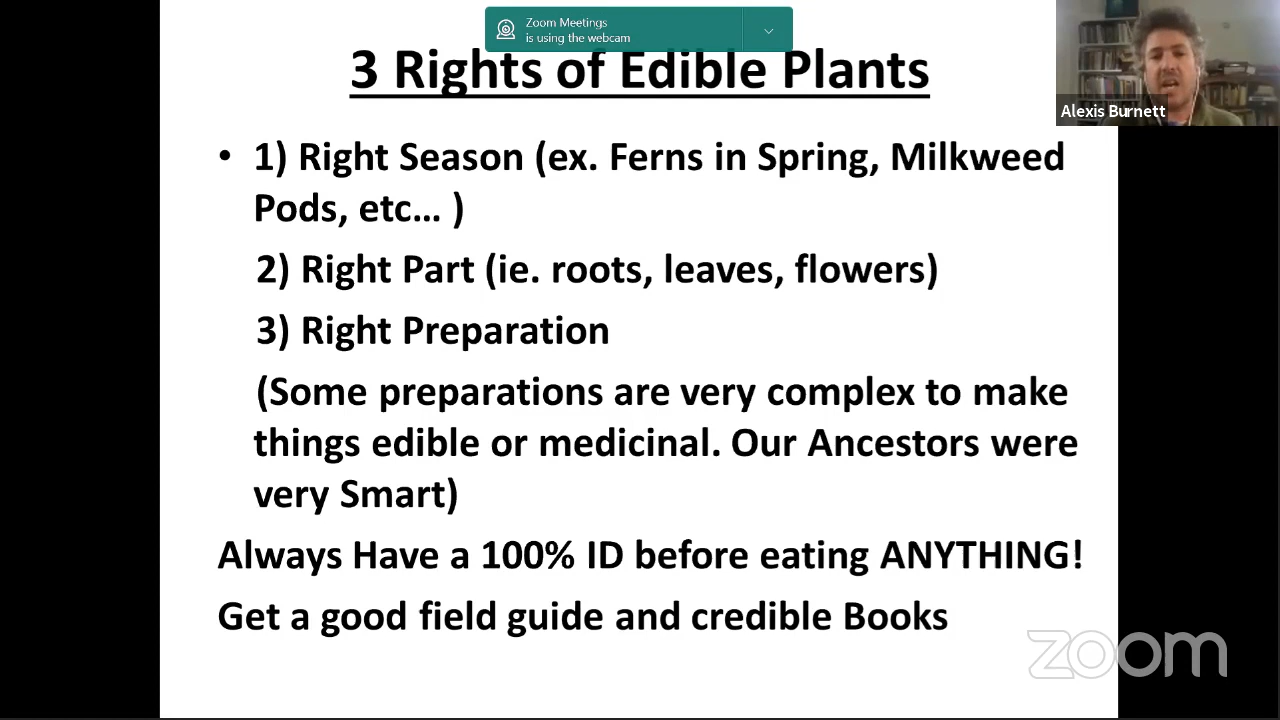 Zoom Meetings
is using the webcam
3 Rights of Edible Plants
Alexis Burnett
• 1) Right Season (ex. Ferns in Spring, Milkweed
Pods, etc... )
2) Right Part (ie. roots, leaves, flowers)
3) Right Preparation
(Some preparations are very complex to make
things edible or medicinal. Our Ancestors were
very Smart)
Always Have a 100% ID before eating ANYTHING!
Get a good field guide and credible Books
zoom